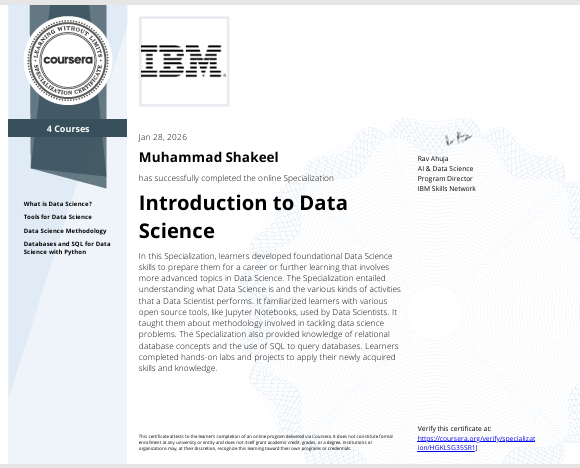 LEARNING WITHOUT LIMITS
coursera
SPECIALIZATION CERTIFICATE
4 Courses
What is Data Science?
Tools for Data Science
Data Science Methodology
Databases and SQL for Data
Science with Python
IBM
Jan 28, 2026
Muhammad Shakeel
has successfully completed the online Specialization
Introduction to Data
Science
In this Specialization, learners developed foundational Data Science
skills to prepare them for a career or further learning that involves
more advanced topics in Data Science. The Specialization entailed
understanding what Data Science is and the various kinds of activities
that a Data Scientist performs. It familiarized learners with various
open source tools, like Jupyter Notebooks, used by Data Scientists. It
taught them about methodology involved in tackling data science
problems. The Specialization also provided knowledge of relational
database concepts and the use of SQL to query databases. Learners
completed hands-on labs and projects to apply their newly acquired
skills and knowledge.
Rav Ahuja
AI & Data Science
Program Director
IBM Skills Network
This certificate attests to the learner's completion of an online program delivered via Coursera. It does not constitute formal
enrollment at any university or entity and does not itself grant academic credit, grades, or degree. Institutions or
organizations may, at their discretion, recognize this learning toward their own programs or credentials.
Verify this certificate at:
https://coursera.org/verify/specializat
ion/HGKLSG35SR1J